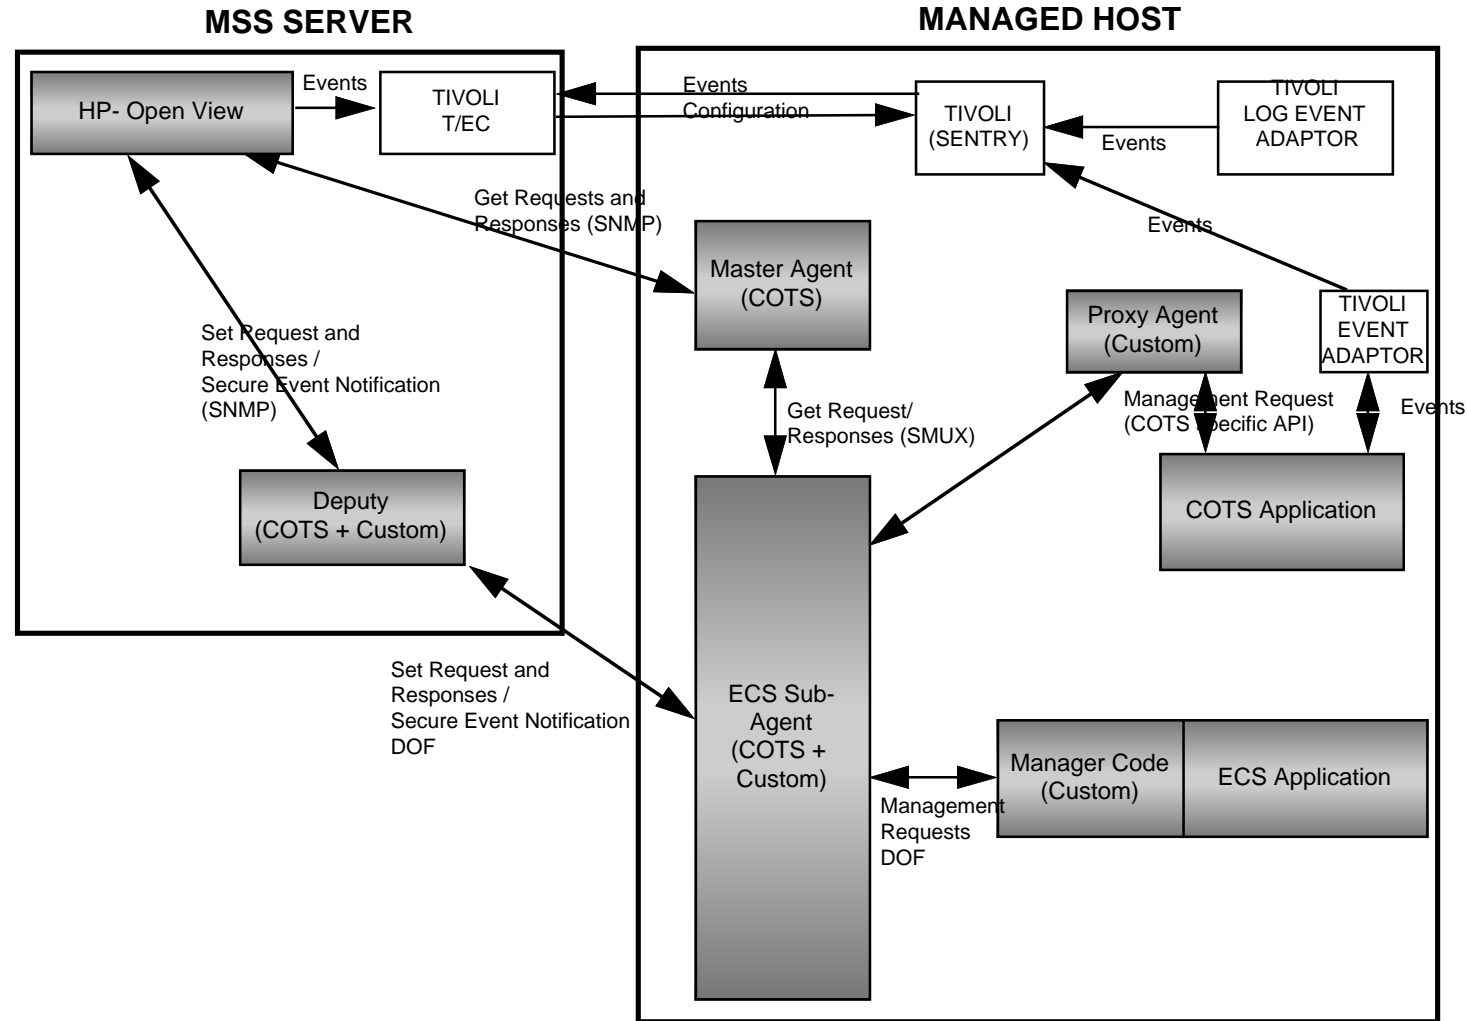 MSS SERVER
MANAGED HOST
HP- Open View
Events
TIVOLI
T/EC
Events
Configuration
TIVOLI
(SENTRY)
Events
TIVOLI
LOG EVENT
ADAPTOR
Get Requests and
Responses (SNMP)
Events
Master Agent
(COTS)
Proxy Agent
(Custom)
TIVOLI
EVENT
ADAPTOR
Set Request and
Responses /
Secure Event Notification
(SNMP)
Get Request/
Responses (SMUX)
Management Request
(COTS Specific API)
Events
Deputy
(COTS + Custom)
COTS Application
Set Request and
Responses /
Secure Event Notification
DOF
ECS Sub-
Agent
(COTS +
Custom)
Management
Requests
DOF
Manager Code
(Custom)
ECS Application